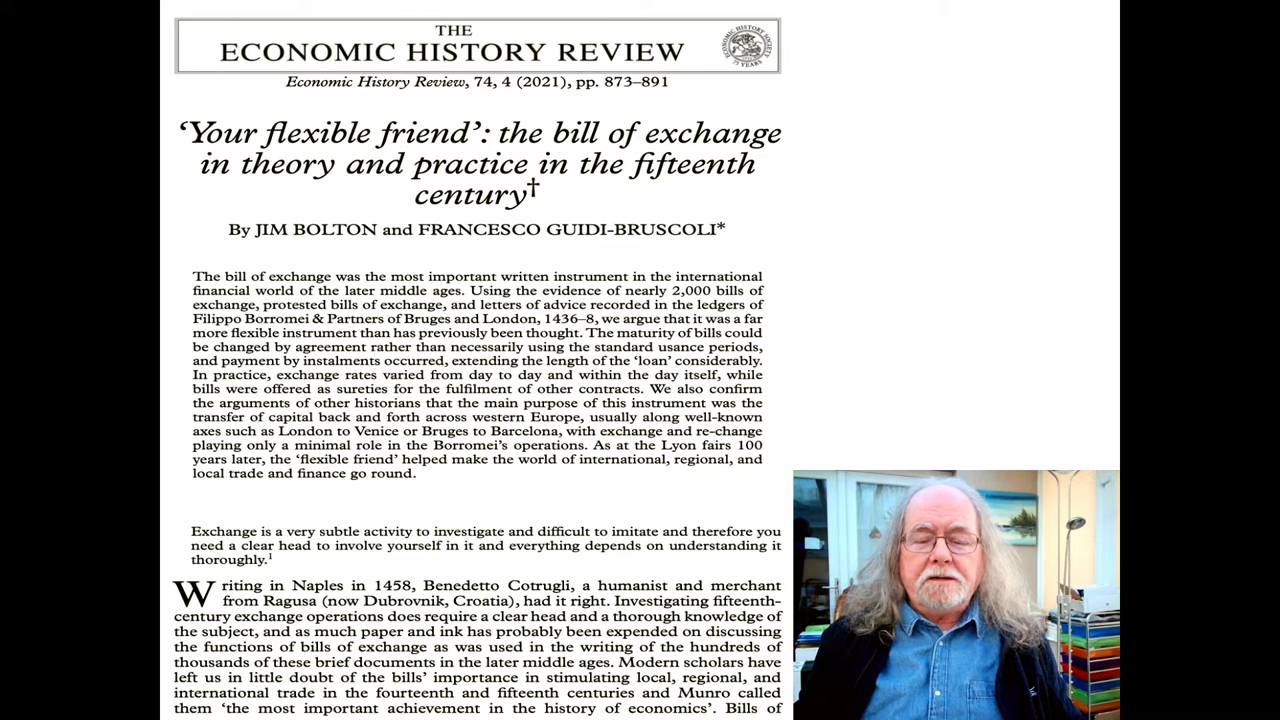 THE
ECONOMIC HISTORY REVIEW
Economic History Review, 74, 4 (2021), pp. 873–891
‘Your flexible friend’: the bill of exchange
in theory and practice in the fifteenth
century†
By JIM BOLTON and FRANCESCO GUIDI-BRUSCOLI*
The bill of exchange was the most important written instrument in the international
financial world of the later middle ages. Using the evidence of nearly 2,000 bills of
exchange, protested bills of exchange, and letters of advice recorded in the ledgers of
Filippo Borromei & Partners of Bruges and London, 1436–8, we argue that it was a far
more flexible instrument than has previously been thought. The maturity of bills could
be changed by agreement rather than necessarily using the standard usance periods,
and payment by instalments occurred, extending the length of the ‘loan’ considerably.
In practice, exchange rates varied from day to day and within the day itself, while
bills were offered as sureties for the fulfilment of other contracts. We also confirm
the arguments of other historians that the main purpose of this instrument was the
transfer of capital back and forth across western Europe, usually along well-known
axes such as London to Venice or Bruges to Barcelona, with exchange and re-change
playing only a minimal role in the Borromei’s operations. As at the Lyon fairs 100
years later, the ‘flexible friend’ helped make the world of international, regional, and
local trade and finance go round.
Exchange is a very subtle activity to investigate and difficult to imitate and therefore you
need a clear head to involve yourself in it and everything depends on understanding it
thoroughly.1
Writing in Naples in 1458, Benedetto Cotrugli, a humanist and merchant
from Ragusa (now Dubrovnik, Croatia), had it right. Investigating fifteenth-
century exchange operations does require a clear head and a thorough knowledge of
the subject, and as much paper and ink has probably been expended on discussing
the functions of bills of exchange as was used in the writing of the hundreds of
thousands of these brief documents in the later middle ages. Modern scholars have
left us in little doubt of the bills’ importance in stimulating local, regional, and
international trade in the fourteenth and fifteenth centuries and Munro called
them ‘the most important achievement in the history of economics’. Bills of